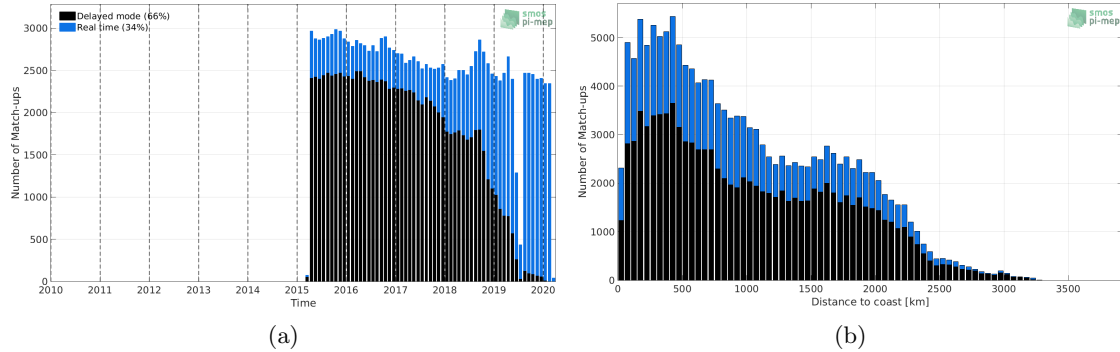 Delayed mode (66%)
Real time (34%)
smos
pi-mep
Number of Match-ups
3000
2500
2000
1500
1000
500
0
2010 2011 2012 2013 2014 2015 2016 2017 2018 2019 2020
Time
(a)
smos
pi-mep
Number of Match-ups
5000
4000
3000
2000
1000
0
0 500 1000 1500 2000 2500 3000 3500
Distance to coast [km]
(b)